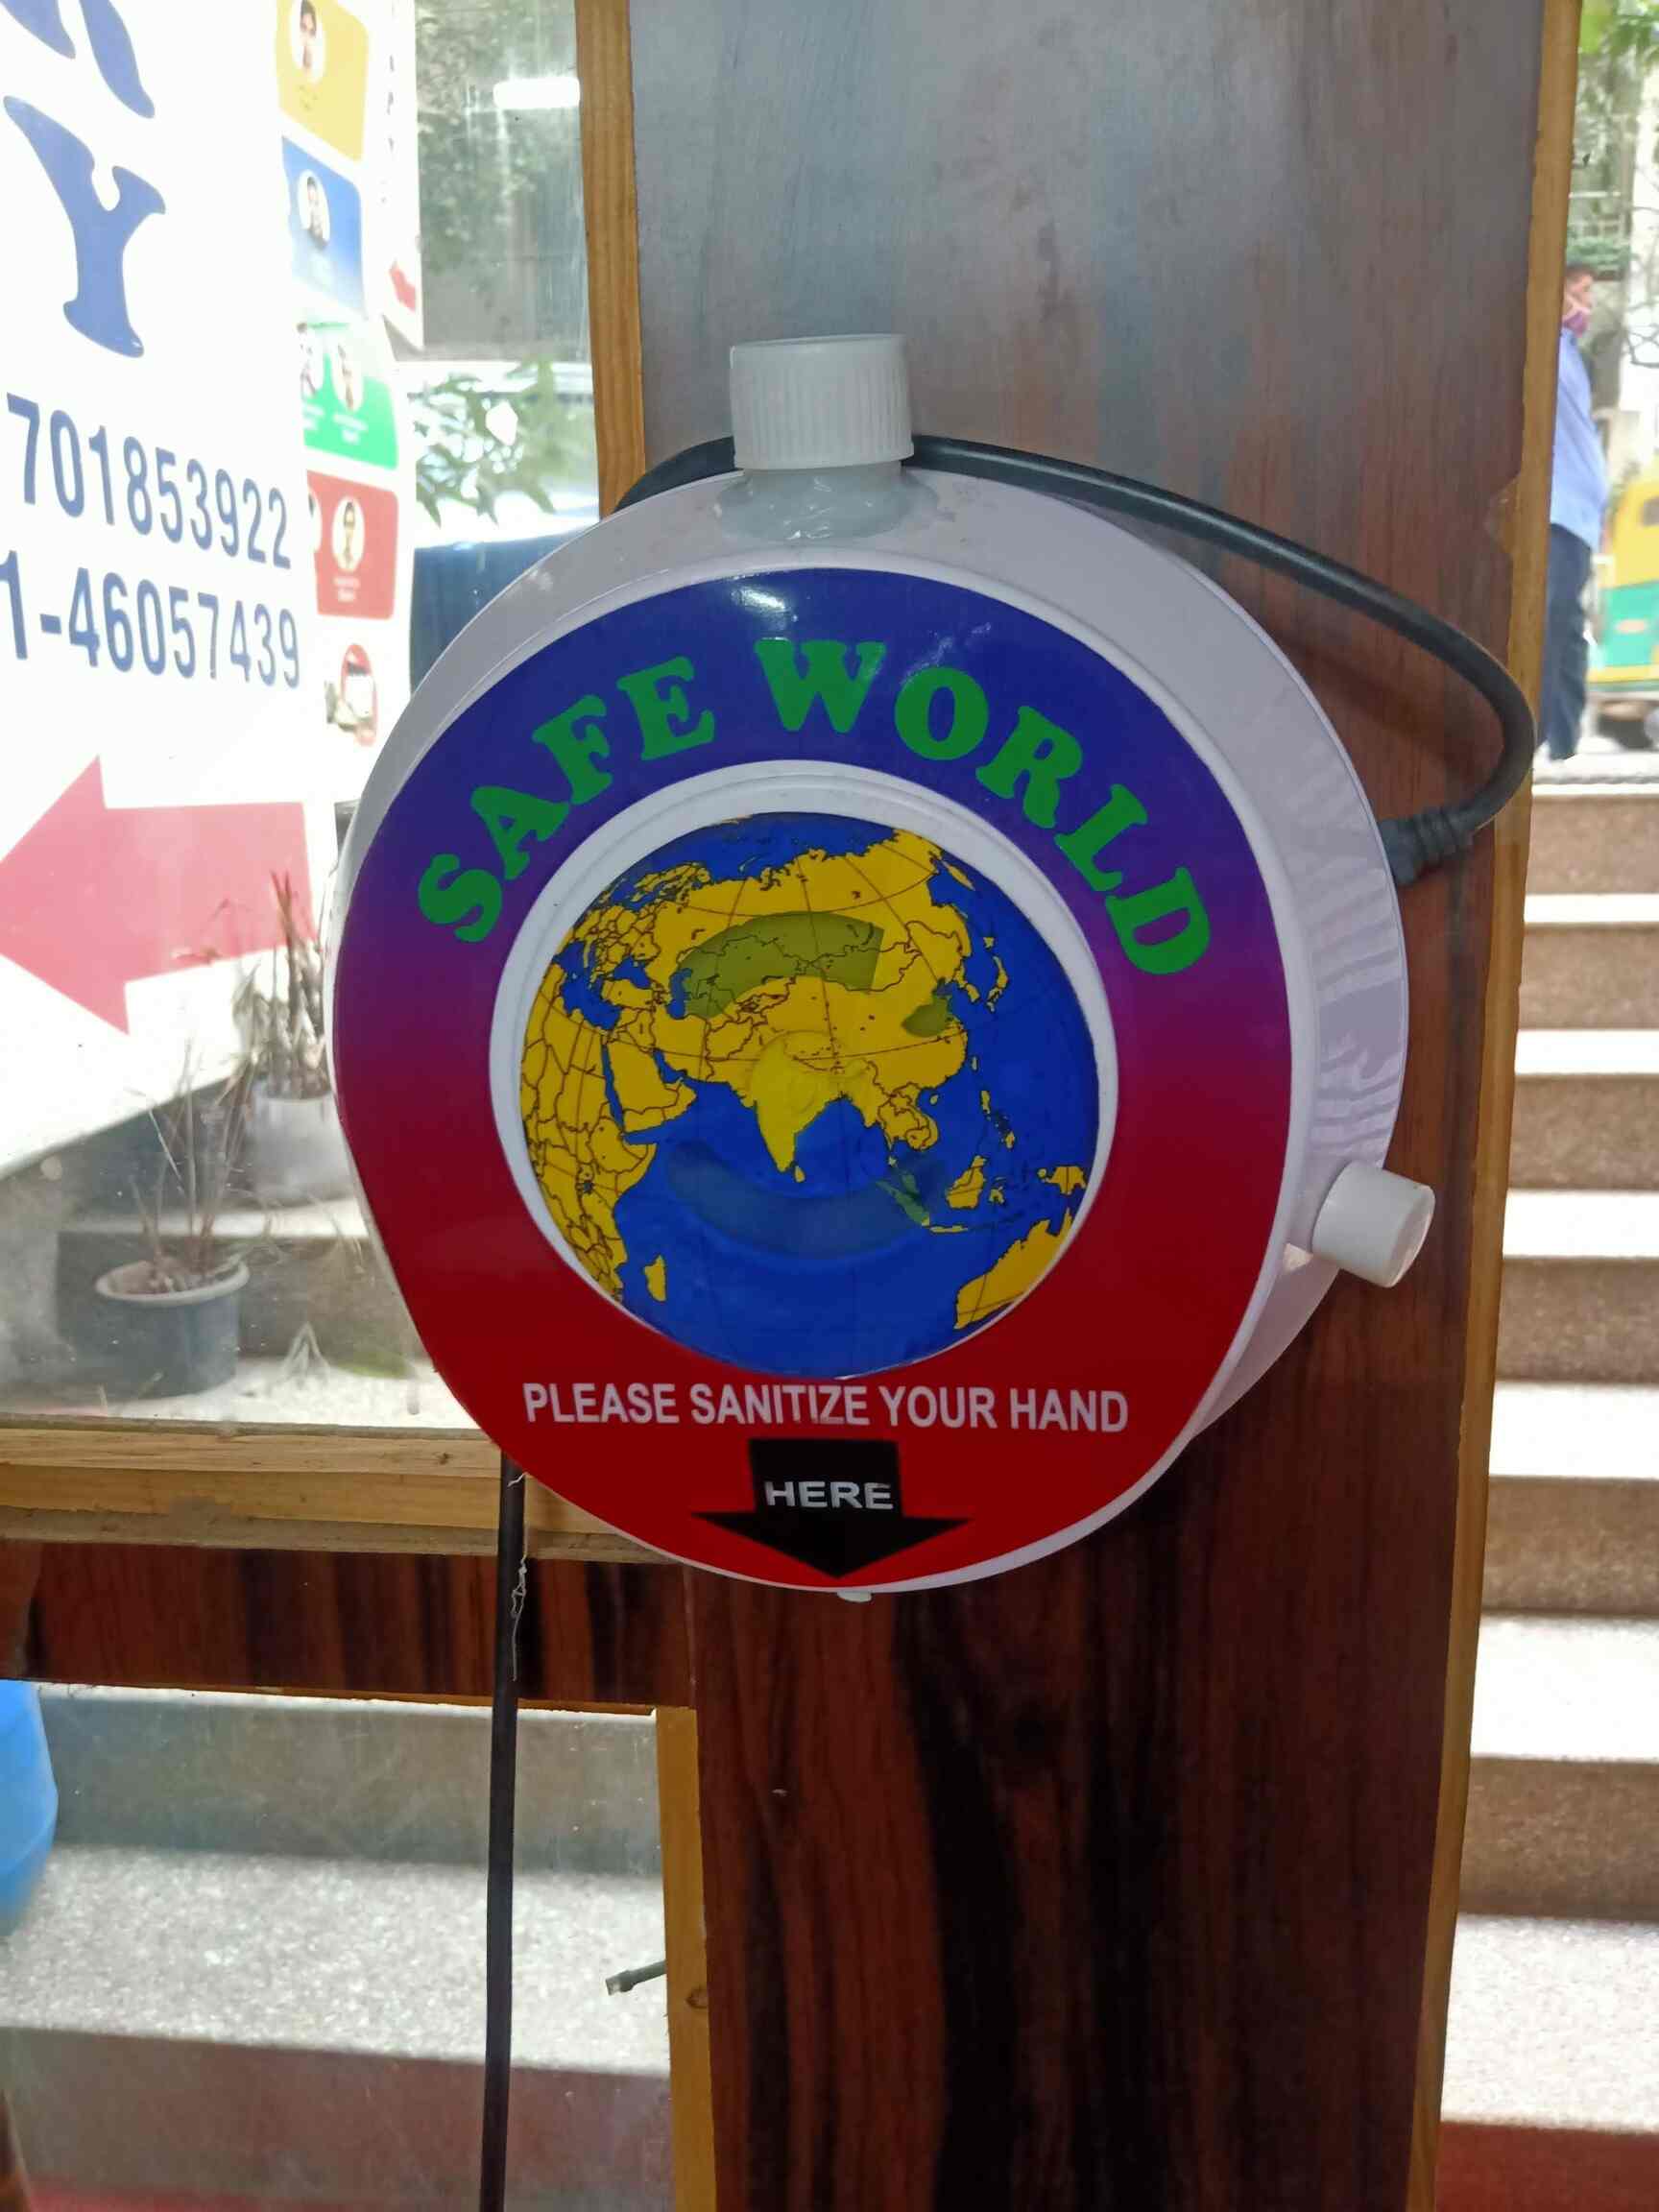 Y
701853922
1-46057439
SAFE WORLD
PLEASE SANITIZE YOUR HAND
HERE